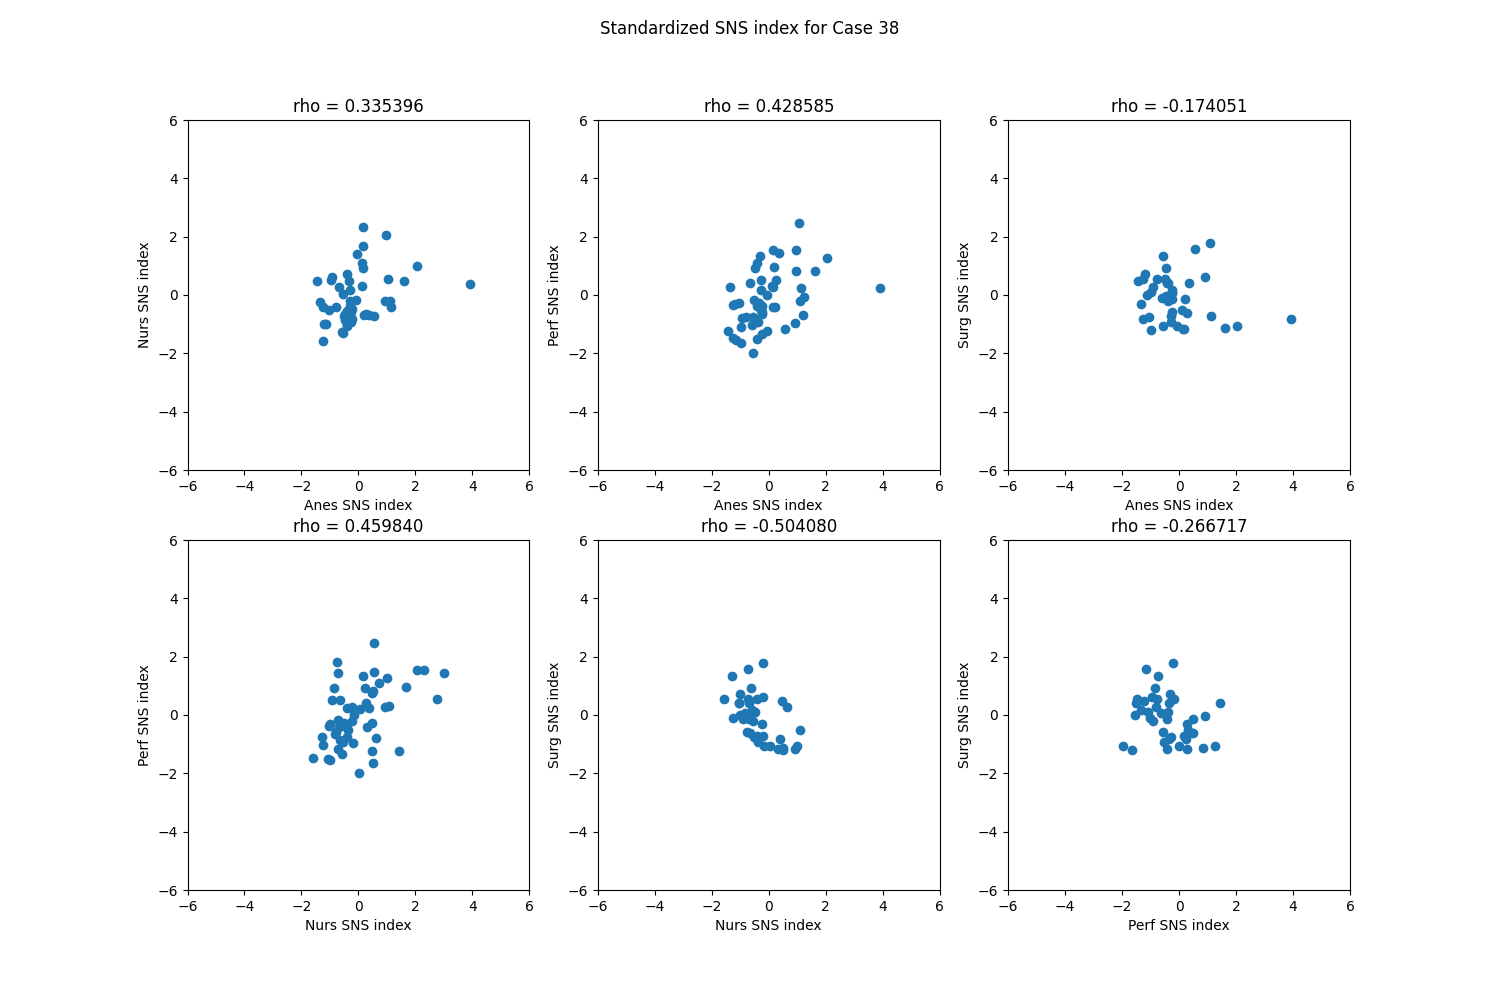 Standardized SNS index for Case 38
rho = 0.335396
6
4
2
0
−2
−4
−6
−6 −4 −2 0 2 4 6
Nurs SNS index
Anes SNS index
rho = 0.428585
6
4
2
0
−2
−4
−6
−6 −4 −2 0 2 4 6
Perf SNS index
Anes SNS index
rho = -0.174051
6
4
2
0
−2
−4
−6
−6 −4 −2 0 2 4 6
Surg SNS index
Anes SNS index
rho = 0.459840
6
4
2
0
−2
−4
−6
−6 −4 −2 0 2 4 6
Perf SNS index
Nurs SNS index
rho = -0.504080
6
4
2
0
−2
−4
−6
−6 −4 −2 0 2 4 6
Surg SNS index
Nurs SNS index
rho = -0.266717
6
4
2
0
−2
−4
−6
−6 −4 −2 0 2 4 6
Surg SNS index
Perf SNS index